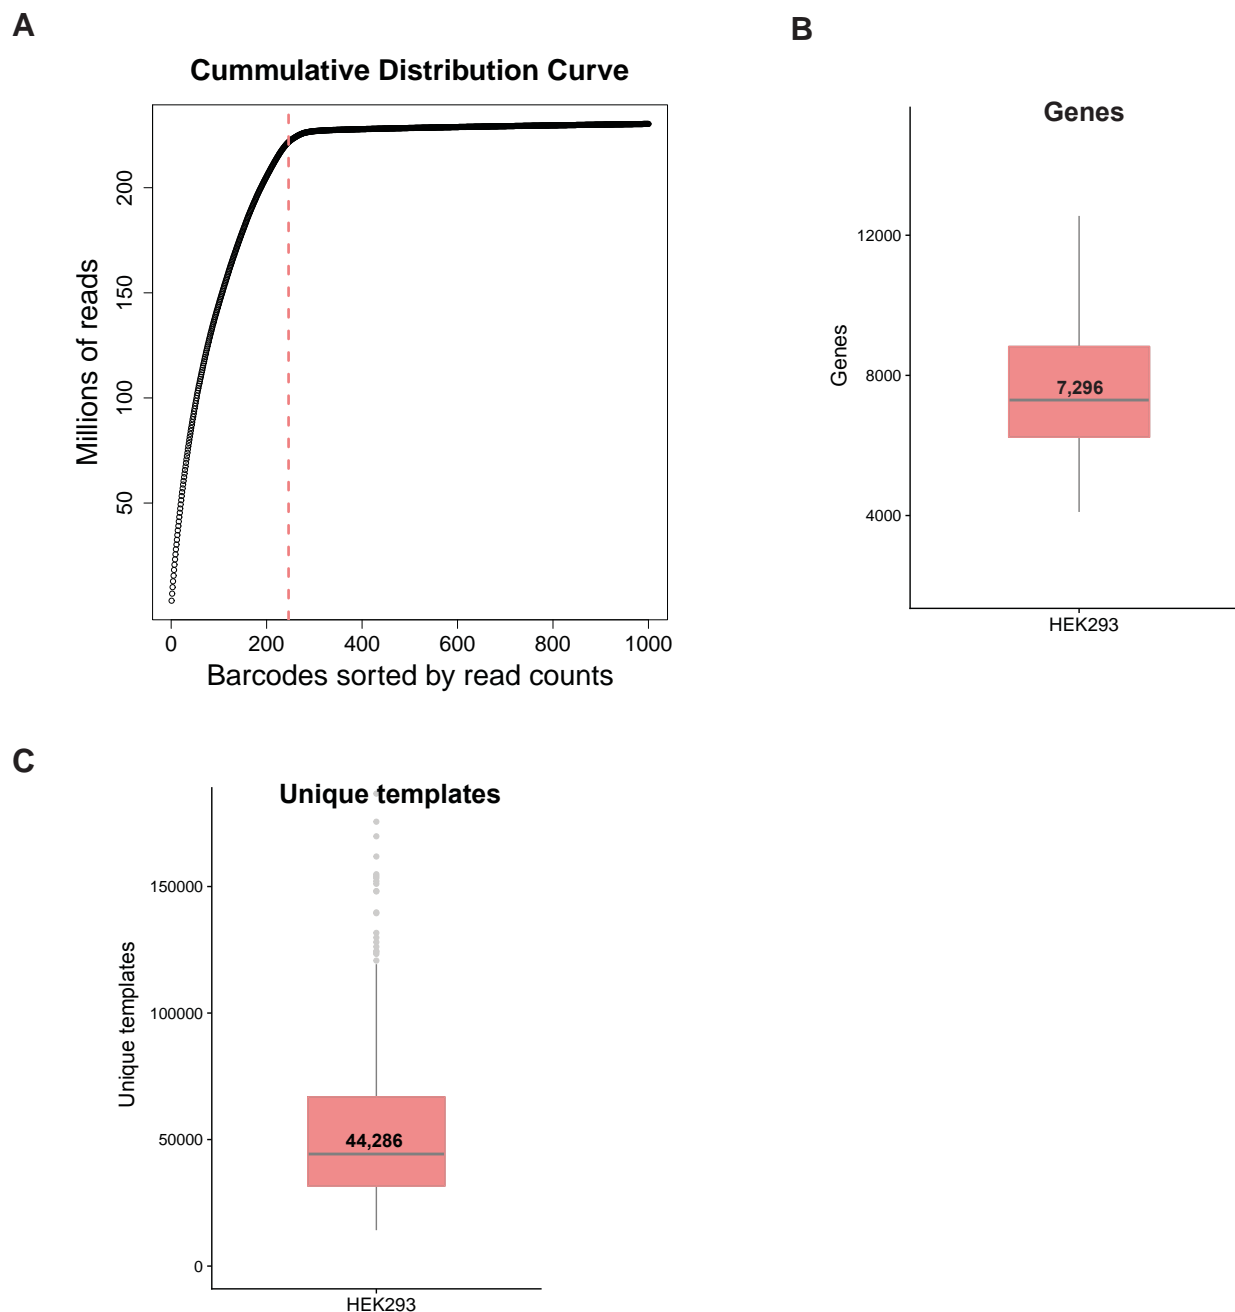 A
Cummulative Distribution Curve
Millions of reads
50
100
150
200
0 200 400 600 800 1000
Barcodes sorted by read counts
B
Genes
Genes
12000
8000
4000
7,296
HEK293
C
Unique templates
Unique templates
150000
100000
50000
0
44,286
HEK293